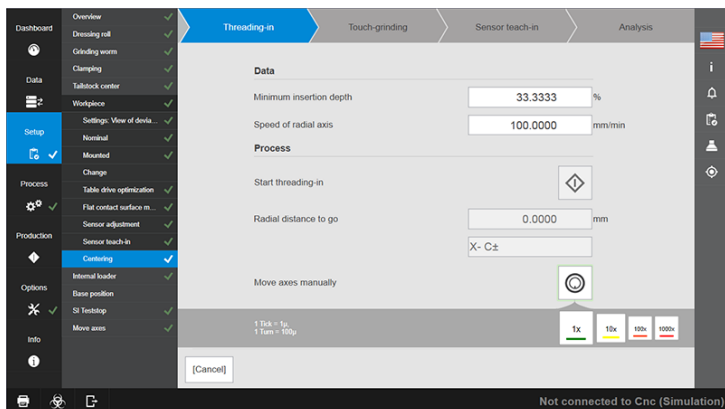 Dashboard
Data
Setup
Process
Production
Options
Info
Overview
Dressing roll
Grinding worm
Clamping
Tailstock center
Workpiece
Settings: View of devia...
Nominal
Mounted
Change
Table drive optimization
Flat contact surface m...
Sensor adjustment
Sensor teach-in
Centering
Internal loader
Base position
SI Teststop
Move axes
Threading-in
Touch-grinding
Sensor teach-in
Analysis
Data
Minimum insertion depth 33.3333 %
Speed of radial axis 100.0000 mm/min
Process
Start threading-in
Radial distance to go 0.0000 mm
X- C±
Move axes manually
1 Tick = 1μ,
1 Turn = 100μ
1x 10x 100x 1000x
[Cancel]
Not connected to Cnc (Simulation)